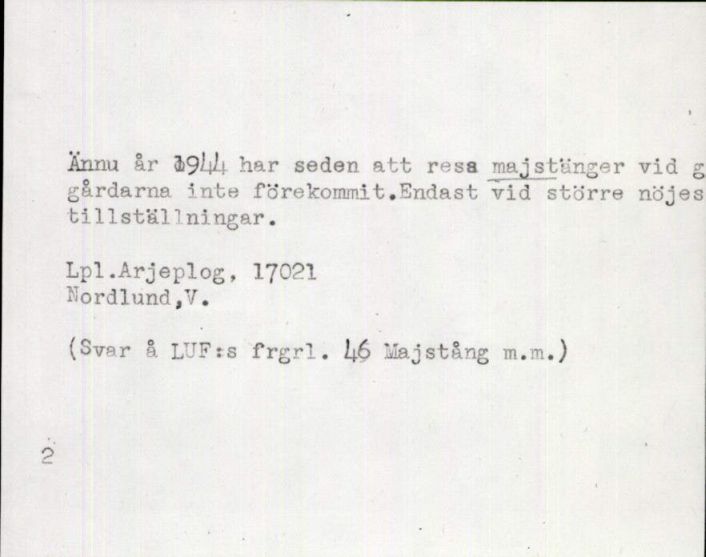 Ännu år 1944 har seden att resa majstänger vid g
gårdarna inte förekommit.Endast vid större nöjes
tillställningar.
Lpl.Arjeplog, 17021
Nordlund,V.
(Svar å LUF:s frgrl. 46 Majstång m.m.)
2